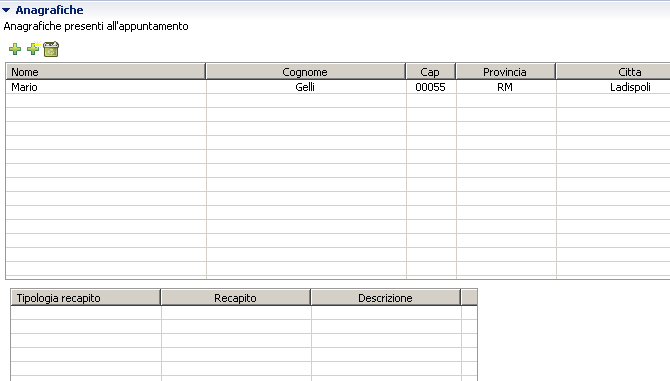 Anagrafiche
Anagrafiche presenti all'appuntamento
Nome Cognome Cap Provincia Citta
Mario Gelli 00055 RM Ladispoli
Tipologia recapito Recapito Descrizione